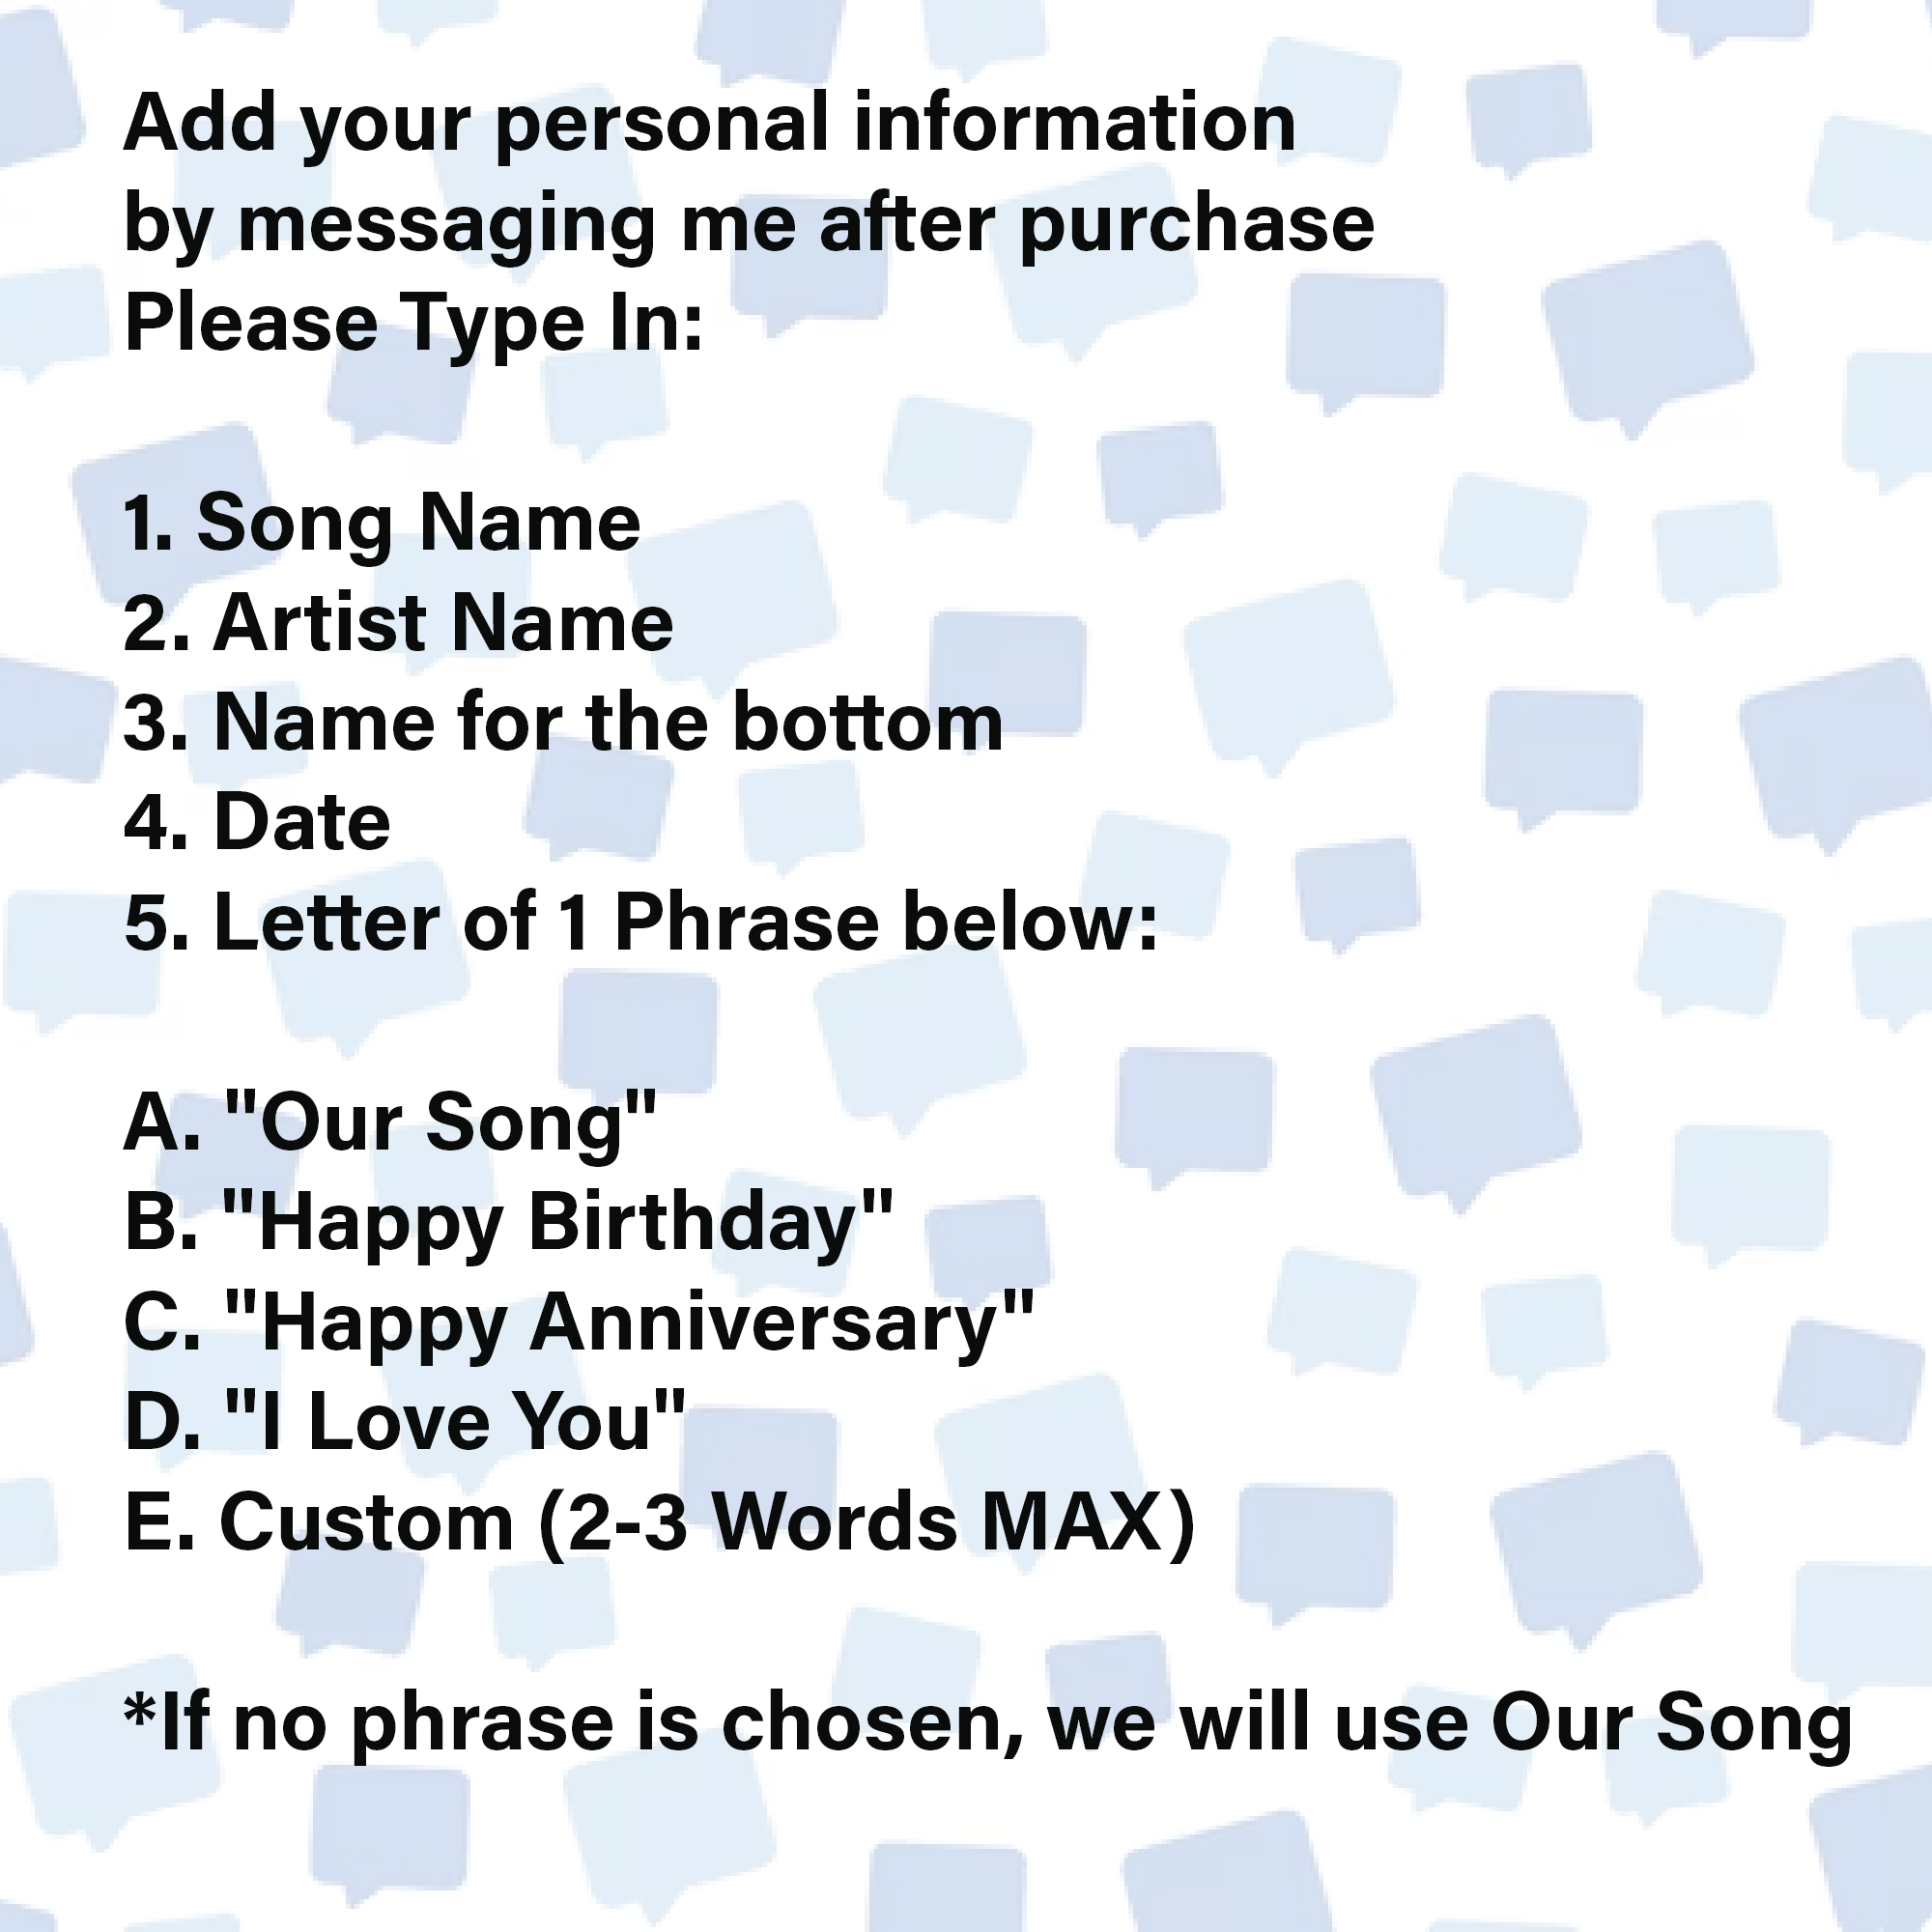 Add your personal information
by messaging me after purchase
Please Type In:
1. Song Name
2. Artist Name
3. Name for the bottom
4. Date
5. Letter of 1 Phrase below:
A. "Our Song"
B. "Happy Birthday"
C. "Happy Anniversary"
D. "I Love You"
E. Custom (2-3 Words MAX)
*If no phrase is chosen, we will use Our Song